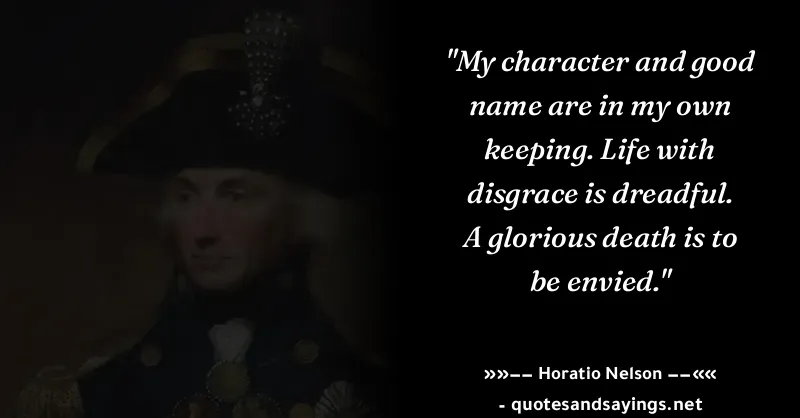 "My character and good
name are in my own
keeping. Life with
disgrace is dreadful.
A glorious death is to
be envied."
»»−− Horatio Nelson −−««
- quotesandsayings.net